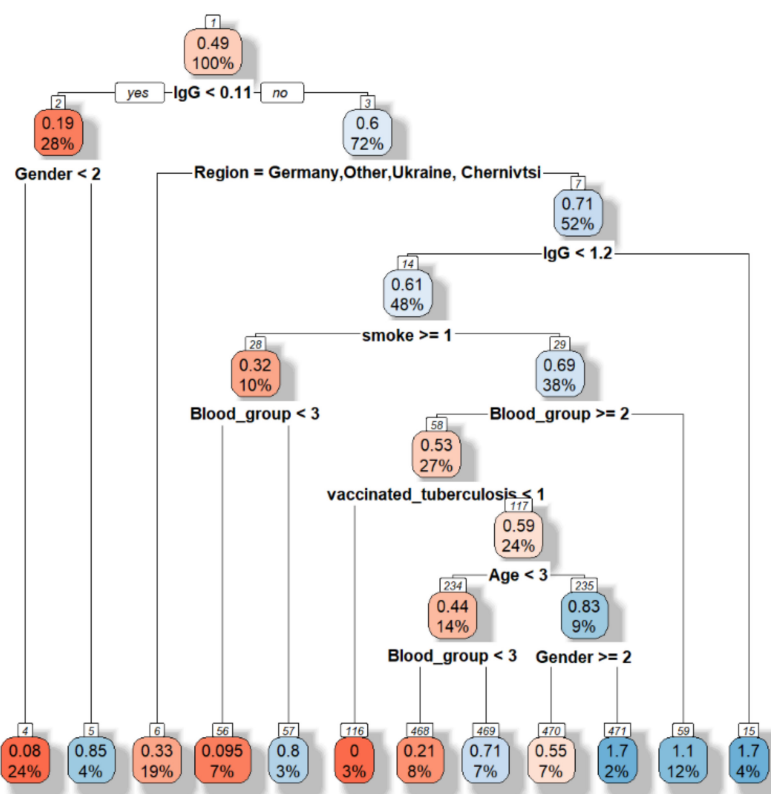 1
0.49
100%
yes IgG < 0.11 no
2 3
0.19 0.6
28% 72%
Gender < 2 Region = Germany,Other,Ukraine, Chernivtsi
7
0.71
52%
IgG < 1.2
14
0.61
48%
smoke >= 1
28 29
0.32 0.69
10% 38%
Blood_group < 3 Blood_group >= 2
58
0.53
27%
vaccinated_tuberculosis < 1
117
0.59
24%
Age < 3
234 235
0.44 0.83
14% 9%
Blood_group < 3 Gender >= 2
4 5 6 56 57 116 468 469 470 471 59 15
0.08 0.85 0.33 0.095 0.8 0 0.21 0.71 0.55 1.7 1.1 1.7
24% 4% 19% 7% 3% 3% 8% 7% 7% 2% 12% 4%